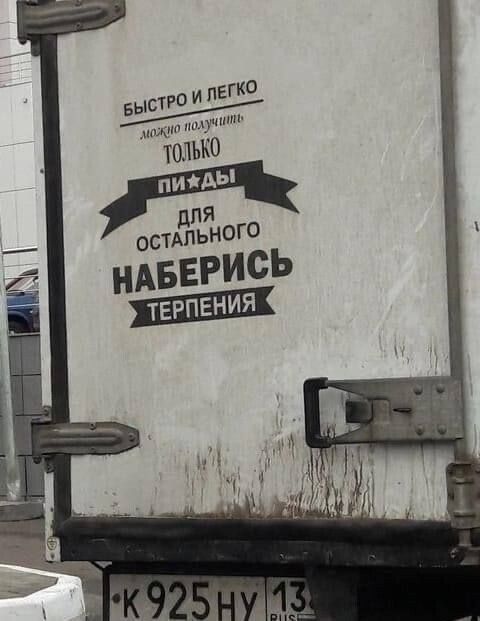 БЫСТРО И ЛЕГКО
можно получить
ТОЛЬКО
ПИ★ДЫ
ДЛЯ
ОСТАЛЬНОГО
НАБЕРИСЬ
ТЕРПЕНИЯ
К 925 НУ 13
RUS